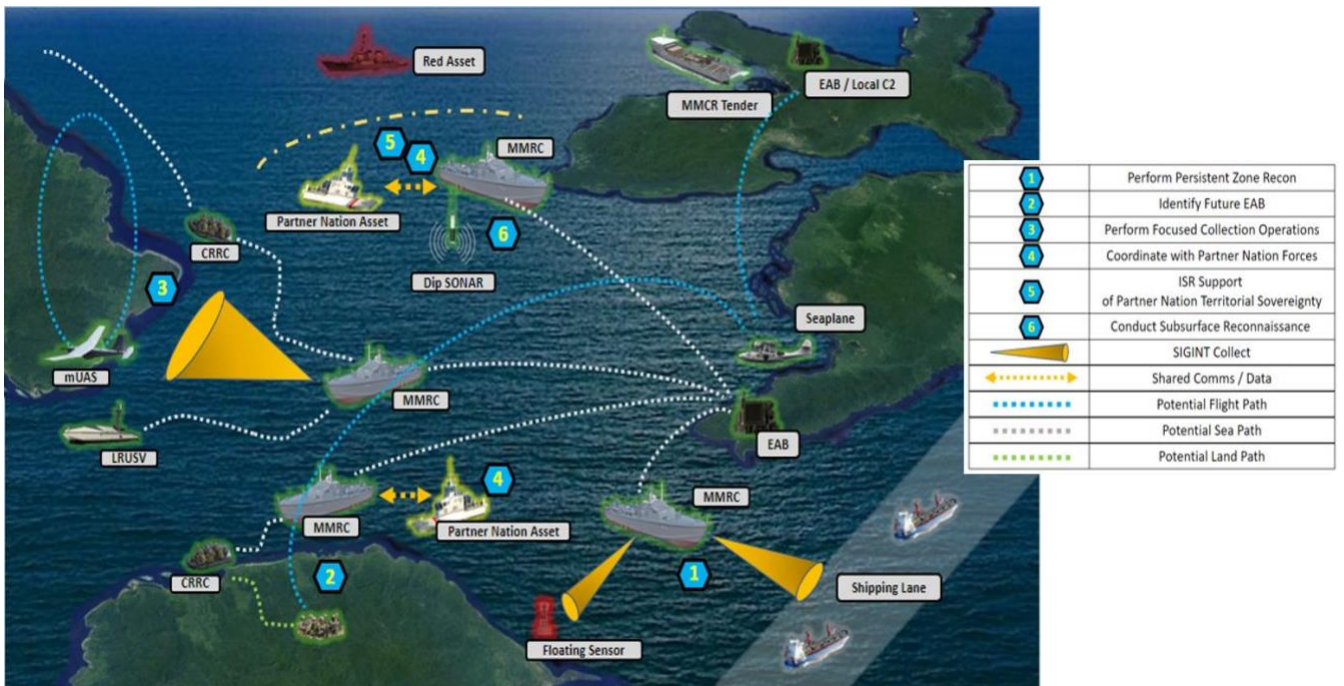 Red Asset
MMCR Tender
EAB / Local C2
5
4
MMRC
Partner Nation Asset
6
CRRC
Dip SONAR
3
Seaplane
mUAS
MMRC
LRUSV
EAB
4
MMRC
MMRC
Partner Nation Asset
CRRC
2
1
Shipping Lane
Floating Sensor
1 Perform Persistent Zone Recon
2 Identify Future EAB
3 Perform Focused Collection Operations
4 Coordinate with Partner Nation Forces
5 ISR Support
of Partner Nation Territorial Sovereignty
6 Conduct Subsurface Reconnaissance
SIGINT Collect
Shared Comms / Data
Potential Flight Path
Potential Sea Path
Potential Land Path